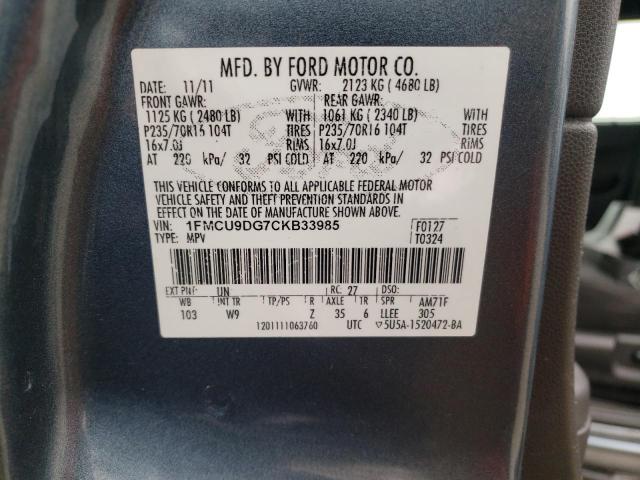 MFD. BY FORD MOTOR CO.
DATE: 11/11 GVWR: 2123 KG ( 4680 LB)
FRONT GAWR: REAR GAWR:
1125 KG ( 2480 LB) WITH 1061 KG ( 2340 LB) WITH
P235/70R16 104T TIRES P235/70R16 104T TIRES
16x7.0J RIMS 16x7.0J RIMS
AT 220 kPa/ 32 PSI COLD AT 220 kPa/ 32 PSI COLD
THIS VEHICLE CONFORMS TO ALL APPLICABLE FEDERAL MOTOR
VEHICLE SAFETY AND THEFT PREVENTION STANDARDS IN
EFFECT ON THE DATE OF MANUFACTURE SHOWN ABOVE.
VIN: 1FMCU9DG7CKB33985 F0127
TYPE: MPV T0324
EXT PNT: UN RC: 27 DSO:
WB INT TR TP/PS R AXLE TR SPR AM71F
103 W9 Z 35 6 LLEE 305
1201111063760 UTC 5U5A-1520472-BA